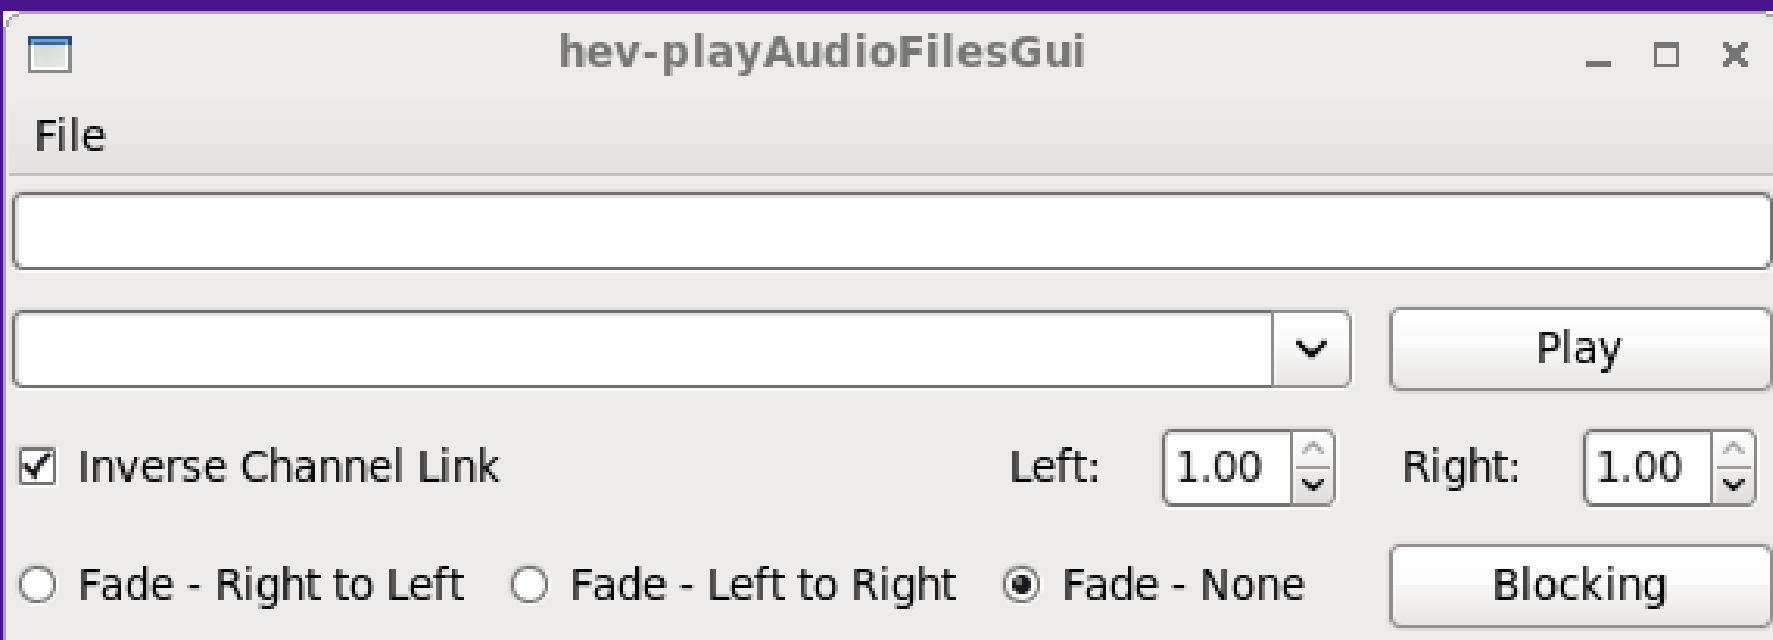 hev-playAudioFilesGui
File
Play
Inverse Channel Link Left: 1.00 Right: 1.00
Fade - Right to Left Fade - Left to Right Fade - None Blocking